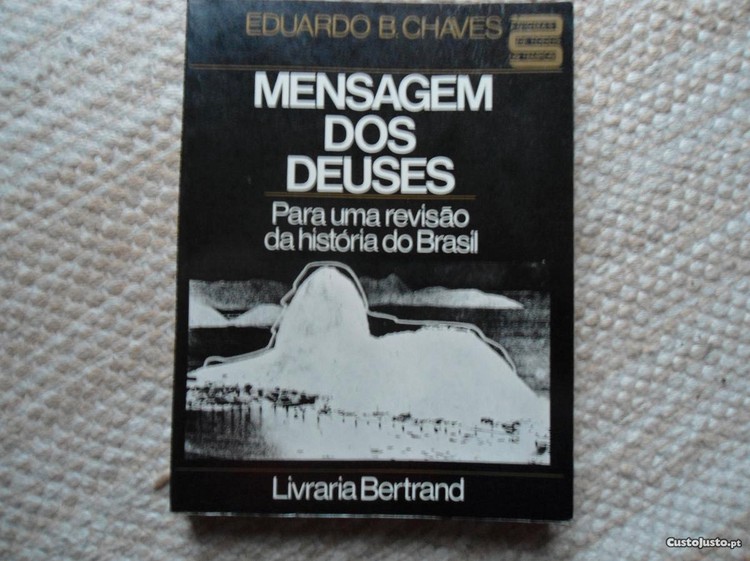 EDUARDO B. CHAVES
MENSAGEM
DOS
DEUSES
Para uma revisão
da história do Brasil
Livraria Bertrand
CustoJusto.pt